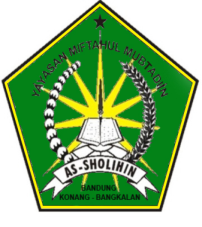 YAYASAN MIFTAHUL MUBTADIIN
AS-SHOLIHIN
BANDUNG
KONANG - BANGKALAN